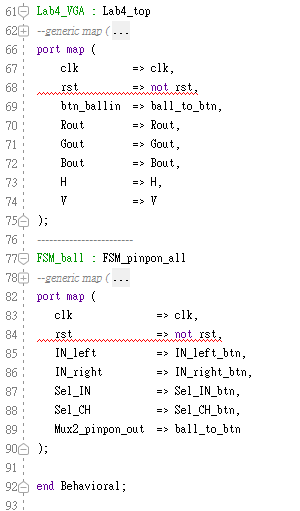 61 Lab4_VGA : Lab4_top
62 --generic map (...
66 port map (
67 clk => clk,
68 rst => not rst,
69 btn_ballin => ball_to_btn,
70 Rout => Rout,
71 Gout => Gout,
72 Bout => Bout,
73 H => H,
74 V => V
75 );
76 ------------------------
77 FSM_ball : FSM_pinpon_all
78 --generic map (...
82 port map (
83 clk => clk,
84 rst => not rst,
85 IN_left => IN_left_btn,
86 IN_right => IN_right_btn,
87 Sel_IN => Sel_IN_btn,
88 Sel_CH => Sel_CH_btn,
89 Mux2_pinpon_out => ball_to_btn
90 );
91
92 end Behavioral;
93